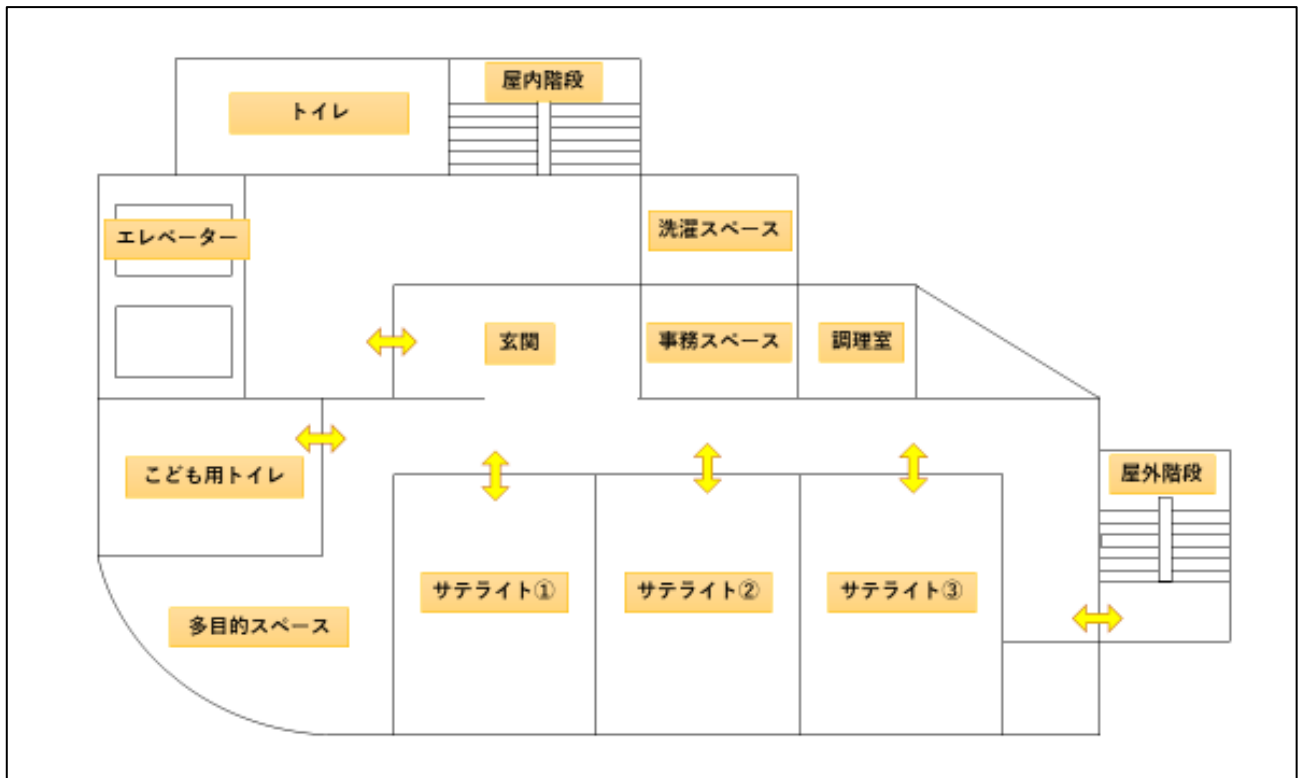 屋内階段
トイレ
エレベーター
洗濯スペース
玄関
事務スペース
調理室
こども用トイレ
屋外階段
サテライト①
サテライト②
サテライト③
多目的スペース